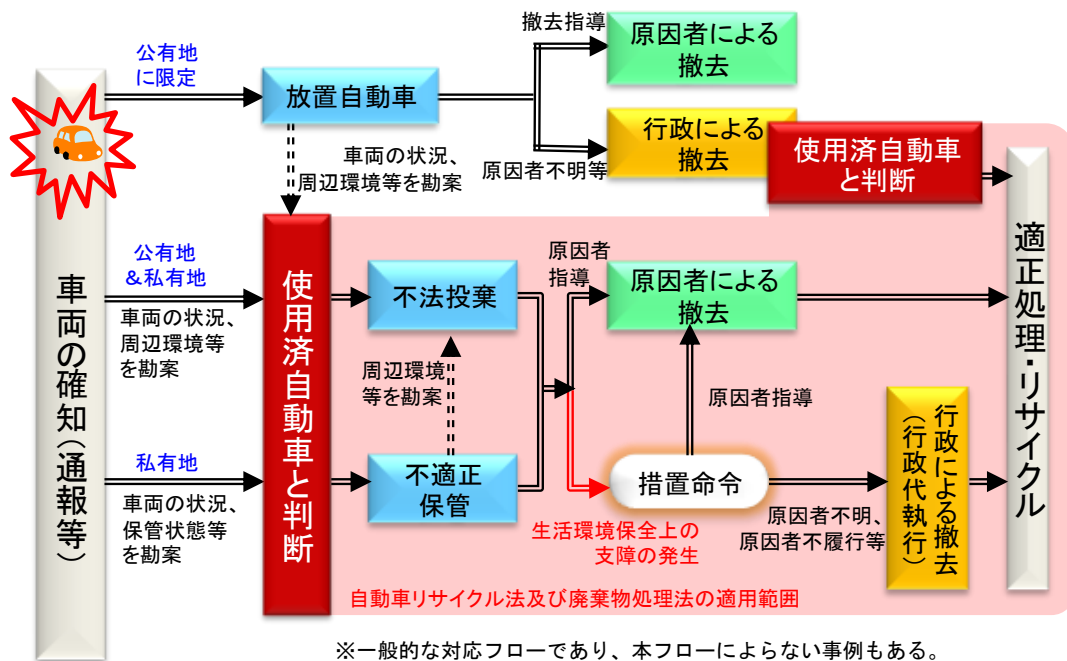 車両の確知（通報等）
公有地
に限定
放置自動車
撤去指導
原因者による
撤去
原因者不明等
行政による
撤去
使用済自動車
と判断
車両の状況、
周辺環境等を勘案
公有地
＆私有地
車両の状況、
周辺環境等
を勘案
私有地
車両の状況、
保管状態等
を勘案
使用済自動車と判断
不法投棄
周辺環境
等を勘案
不適正
保管
原因者
指導
原因者による
撤去
原因者指導
措置命令
生活環境保全上の
支障の発生
原因者不明、
原因者不履行等
行政による撤去
（行政代執行）
適正処理・リサイクル
自動車リサイクル法及び廃棄物処理法の適用範囲
※一般的な対応フローであり、本フローによらない事例もある。